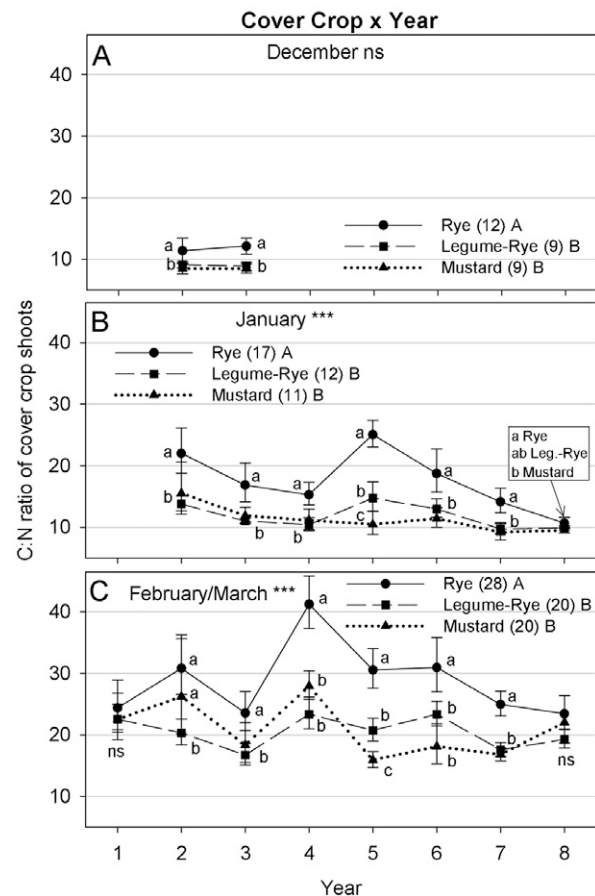 Cover Crop x Year
A
December ns
40
30
20
10
a
a
b
b
Rye (12) A
Legume-Rye (9) B
Mustard (9) B
B
January ***
Rye (17) A
Legume-Rye (12) B
Mustard (11) B
40
30
20
10
a
a
a
a
a
a
b
b
b
b
c
b
b
a Rye
ab Leg.-Rye
b Mustard
C
February/March ***
Rye (28) A
Legume-Rye (20) B
Mustard (20) B
40
30
20
10
ns
a
a
b
a
b
a
b
b
a
b
c
a
b
b
a
b
ns
C:N ratio of cover crop shoots
1 2 3 4 5 6 7 8
Year